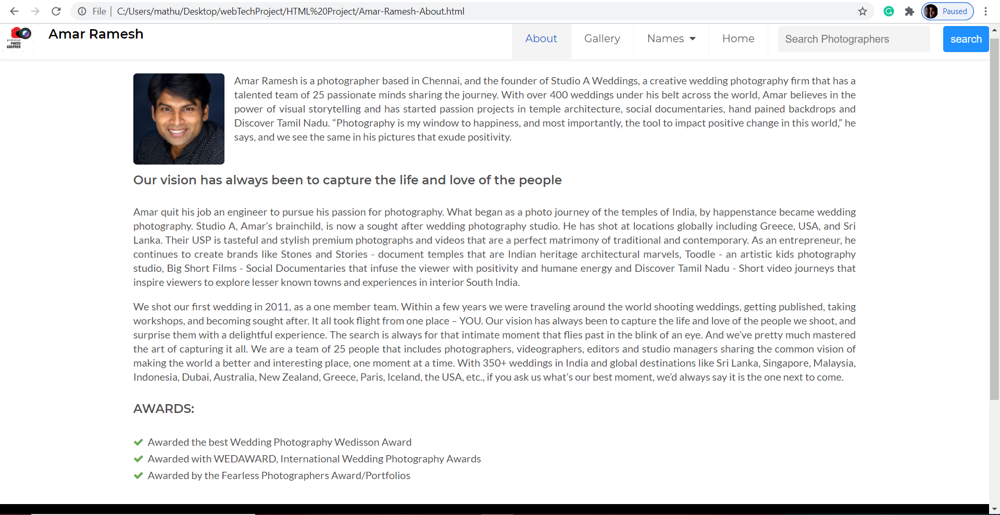 File
C:/Users/mathu/Desktop/webTechProject/HTML%20Project/Amar-Ramesh-About.html
Paused
professional
PHOTO
GRAPHER
Amar Ramesh
About
Gallery
Names
Home
Search Photographers
search
Amar Ramesh is a photographer based in Chennai, and the founder of Studio A Weddings, a creative wedding photography firm that has a
talented team of 25 passionate minds sharing the journey. With over 400 weddings under his belt across the world, Amar believes in the
power of visual storytelling and has started passion projects in temple architecture, social documentaries, hand pained backdrops and
Discover Tamil Nadu. “Photography is my window to happiness, and most importantly, the tool to impact positive change in this world,” he
says, and we see the same in his pictures that exude positivity.
Our vision has always been to capture the life and love of the people
Amar quit his job an engineer to pursue his passion for photography. What began as a photo journey of the temples of India, by happenstance became wedding
photography. Studio A, Amar’s brainchild, is now a sought after wedding photography studio. He has shot at locations globally including Greece, USA, and Sri
Lanka. Their USP is tasteful and stylish premium photographs and videos that are a perfect matrimony of traditional and contemporary. As an entrepreneur, he
continues to create brands like Stones and Stories - document temples that are Indian heritage architectural marvels, Toodle - an artistic kids photography
studio, Big Short Films - Social Documentaries that infuse the viewer with positivity and humane energy and Discover Tamil Nadu - Short video journeys that
inspire viewers to explore lesser known towns and experiences in interior South India.
We shot our first wedding in 2011, as a one member team. Within a few years we were traveling around the world shooting weddings, getting published, taking
workshops, and becoming sought after. It all took flight from one place – YOU. Our vision has always been to capture the life and love of the people we shoot, and
surprise them with a delightful experience. The search is always for that intimate moment that flies past in the blink of an eye. And we’ve pretty much mastered
the art of capturing it all. We are a team of 25 people that includes photographers, videographers, editors and studio managers sharing the common vision of
making the world a better and interesting place, one moment at a time. With 350+ weddings in India and global destinations like Sri Lanka, Singapore, Malaysia,
Indonesia, Dubai, Australia, New Zealand, Greece, Paris, Iceland, the USA, etc., if you ask us what’s our best moment, we’d always say it is the one next to come.
AWARDS:
Awarded the best Wedding Photography Wedisson Award
Awarded with WEDAWARD, International Wedding Photography Awards
Awarded by the Fearless Photographers Award/Portfolios